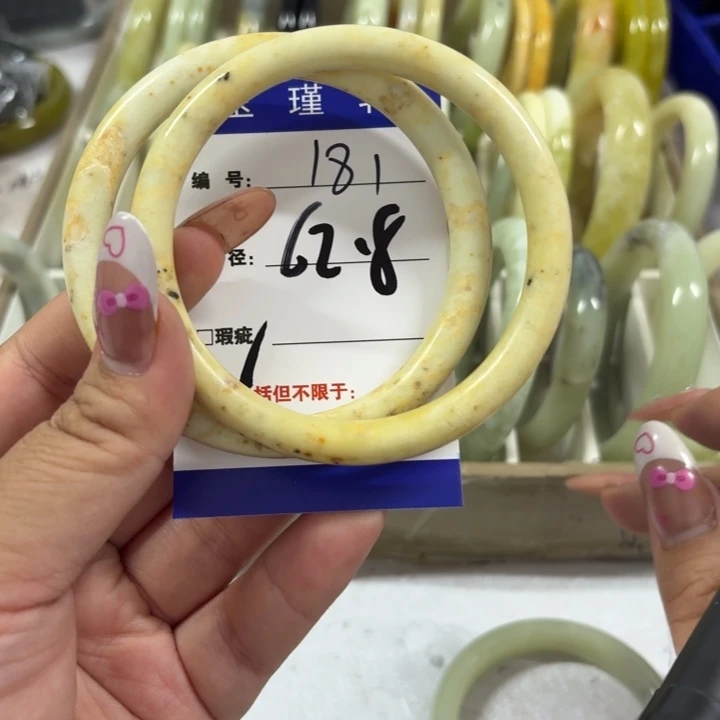 瑾
编 号: 181
径: 62.8
□瑕疵
括但不限于: